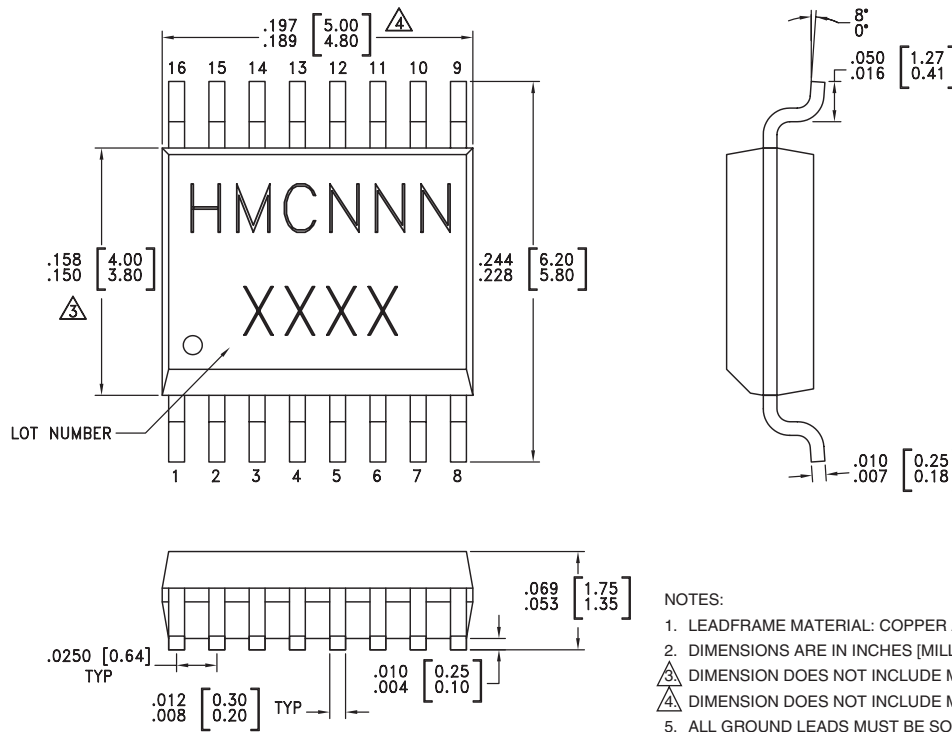 .197 [5.00] 4
.189 [4.80]
16 15 14 13 12 11 10 9
8°
0°
.050 [1.27]
.016 [0.41]
HMCNNN
XXXX
.158 [4.00]
.150 [3.80]
3
.244 [6.20]
.228 [5.80]
LOT NUMBER
1 2 3 4 5 6 7 8
.010 [0.25
.007 [0.18
.069 [1.75]
.053 [1.35]
.0250 [0.64]
TYP
.010 [0.25]
.004 [0.10]
.012 [0.30]
.008 [0.20]
TYP
NOTES:
1. LEADFRAME MATERIAL: COPPER
2. DIMENSIONS ARE IN INCHES
3. DIMENSION DOES NOT INCLUDE
4. DIMENSION DOES NOT INCLUDE
5. ALL GROUND LEADS MUST BE